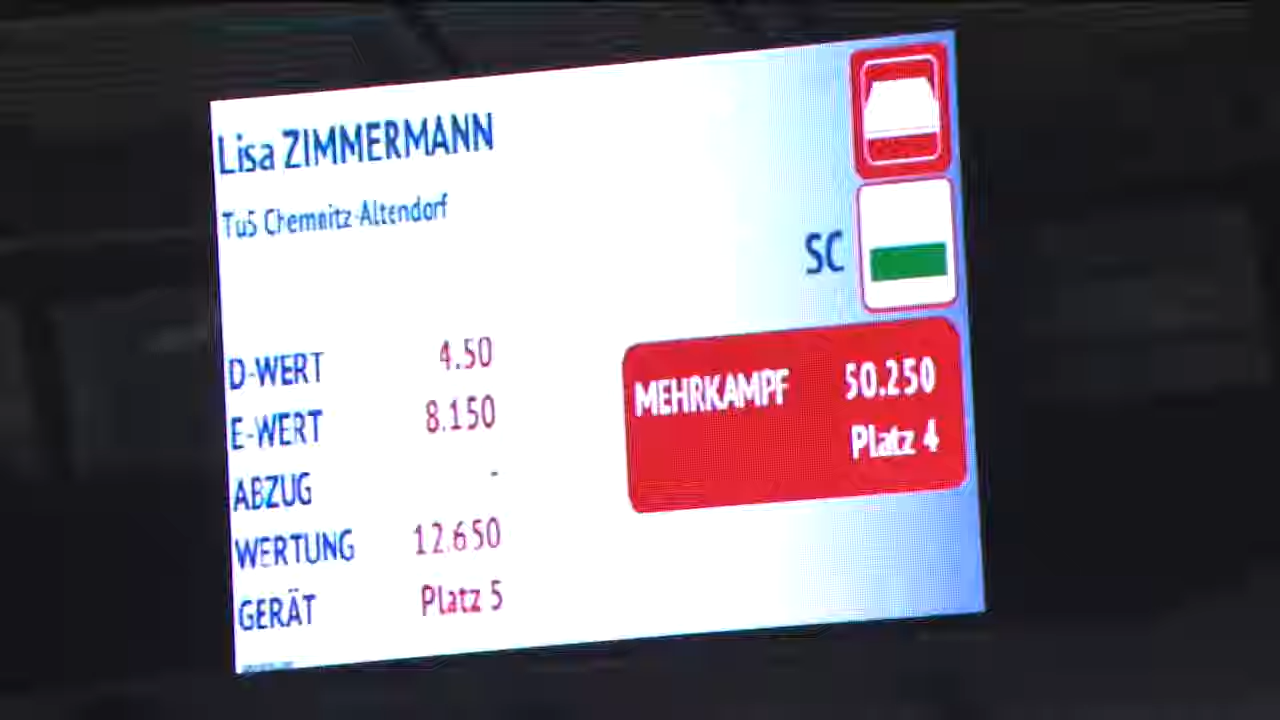 Lisa ZIMMERMANN
TuS Chemnitz-Altendorf
SC
D-WERT 4.50
E-WERT 8.150
ABZUG -
WERTUNG 12.650
GERÄT Platz 5
MEHRKAMPF 50.250
Platz 4